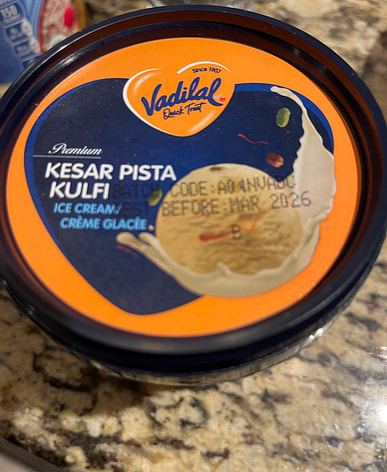 Since 1907
Vadilal
Quick Treat
Premium
KESAR PISTA
KULFI
ICE CREAM/
CRÈME GLACÉE
BATCH CODE:A04NVABC
BEST BEFORE:MAR 2026
B